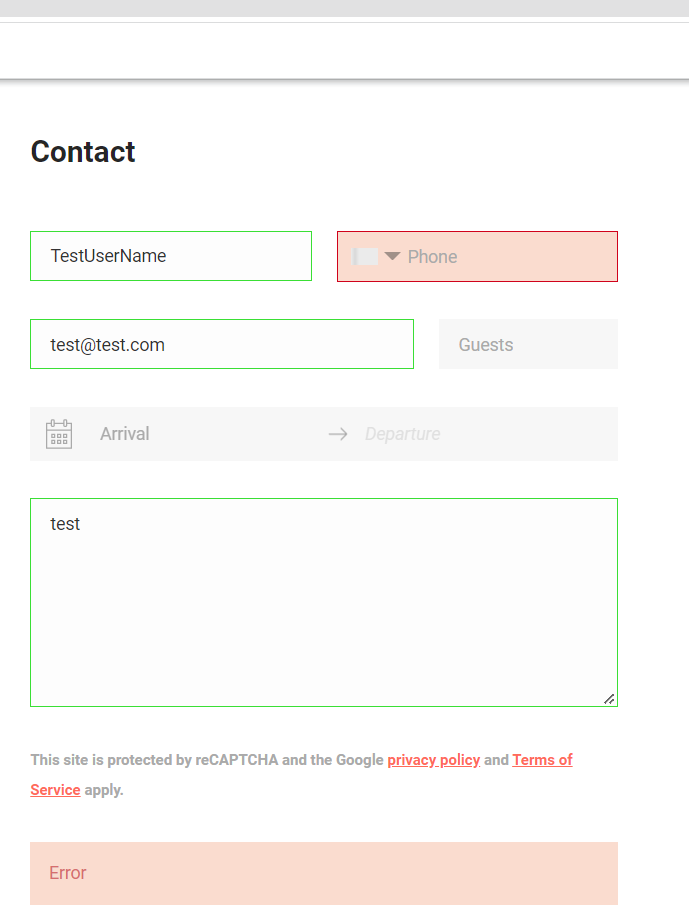 Contact
TestUserName
Phone
test@test.com
Guests
Arrival
Departure
test
This site is protected by reCAPTCHA and the Google privacy policy and Terms of
Service apply.
Error